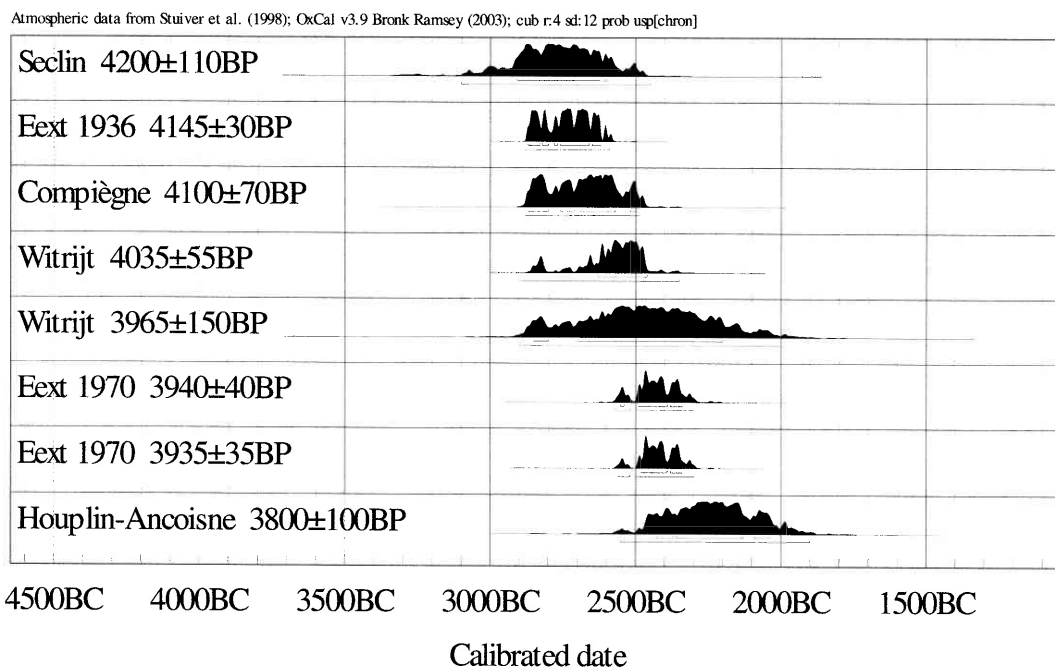 Atmospheric data from Stuiver et al. (1998); OxCal v3.9 Bronk Ramsey (2003); cub r:4 sd:12 prob usp[chron]
Seclin 4200±110BP
Eext 1936 4145±30BP
Compiègne 4100±70BP
Witrijt 4035±55BP
Witrijt 3965±150BP
Eext 1970 3940±40BP
Eext 1970 3935±35BP
Houplin-Ancoisne 3800±100BP
4500BC 4000BC 3500BC 3000BC 2500BC 2000BC 1500BC
Calibrated date